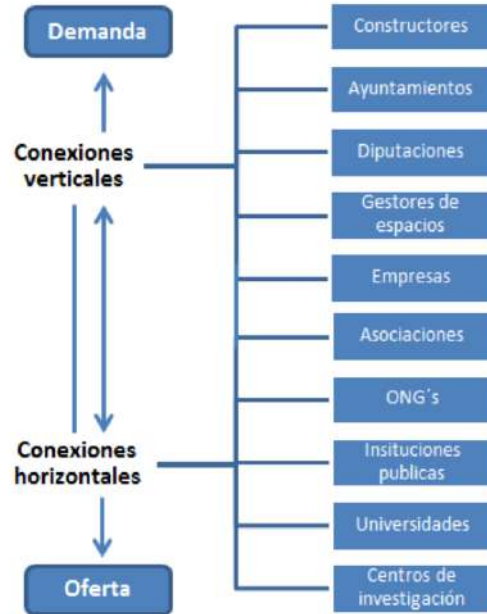 Demanda
Conexiones
verticales
Conexiones
horizontales
Oferta
Constructores
Ayuntamientos
Diputaciones
Gestores de
espacios
Empresas
Asociaciones
ONG´s
Insituciones
publicas
Universidades
Centros de
investigación